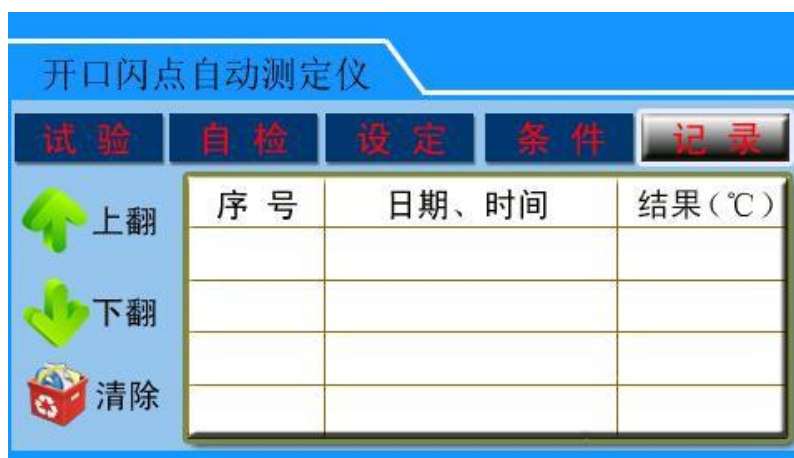 开口闪点自动测定仪
试 验 自 检 设 定 条 件 记 录
序 号 日期、时间 结果(℃)
上翻
下翻
清除